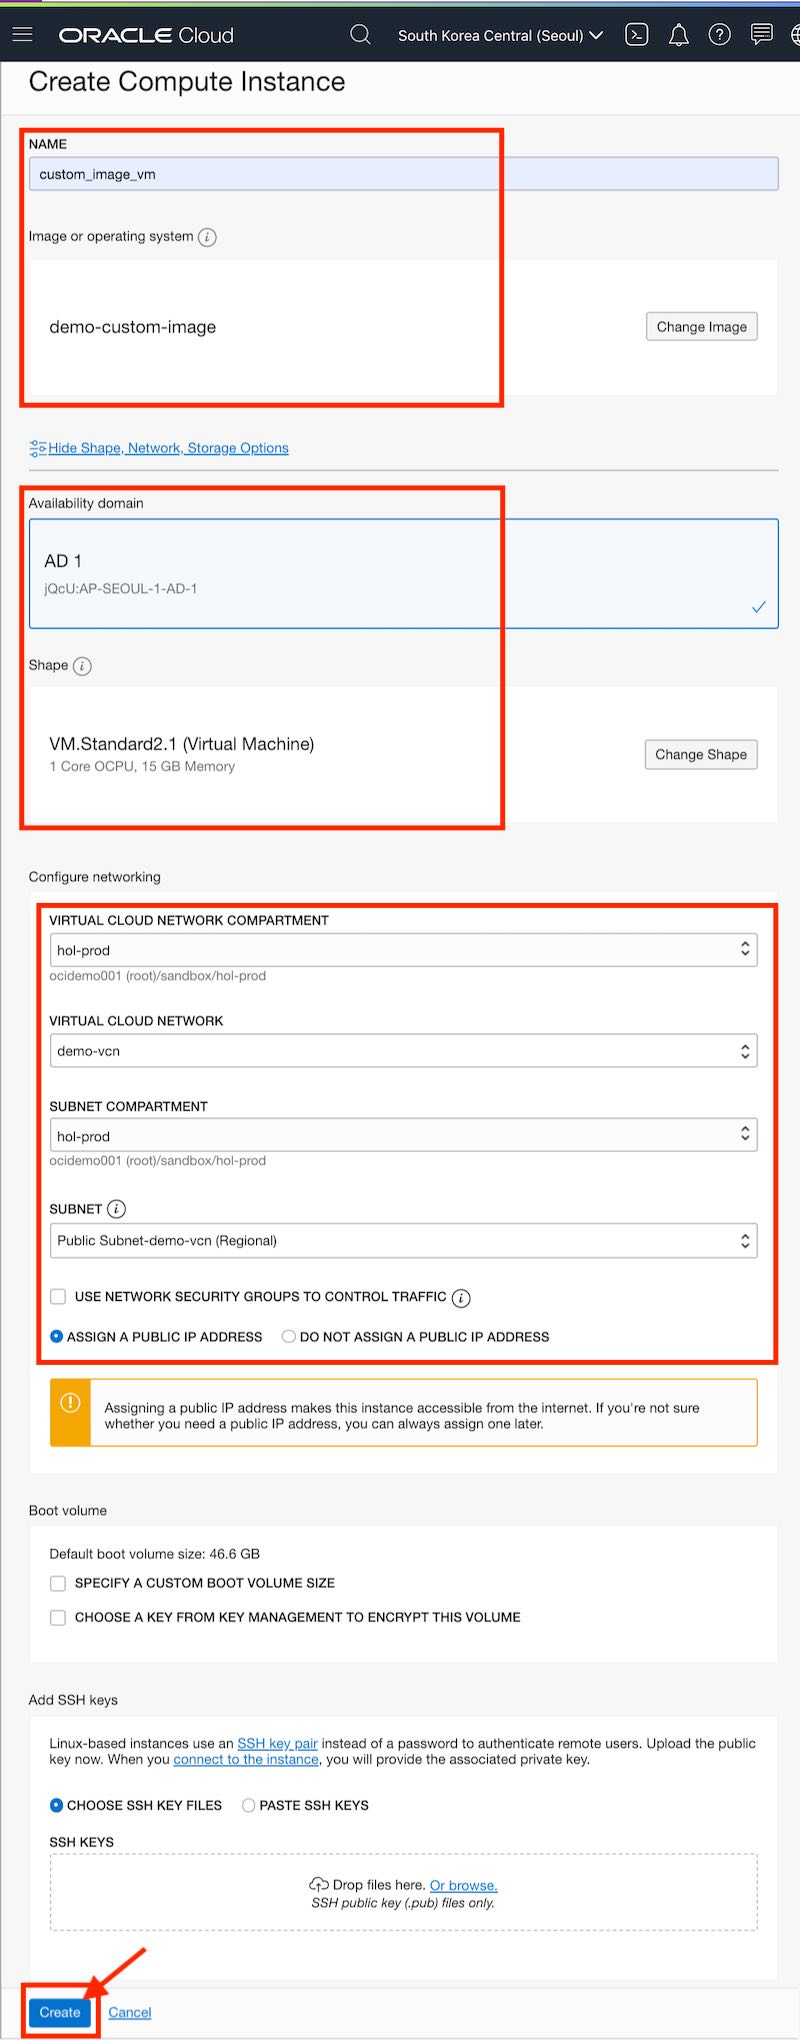 ORACLE Cloud
South Korea Central (Seoul)
Create Compute Instance
NAME
custom_image_vm
Image or operating system
demo-custom-image
Change Image
Hide Shape, Network, Storage Options
Availability domain
AD 1
jQcU:AP-SEOUL-1-AD-1
Shape
VM.Standard2.1 (Virtual Machine)
1 Core OCPU, 15 GB Memory
Change Shape
Configure networking
VIRTUAL CLOUD NETWORK COMPARTMENT
hol-prod
ocidemo001 (root)/sandbox/hol-prod
VIRTUAL CLOUD NETWORK
demo-vcn
SUBNET COMPARTMENT
hol-prod
ocidemo001 (root)/sandbox/hol-prod
SUBNET
Public Subnet-demo-vcn (Regional)
USE NETWORK SECURITY GROUPS TO CONTROL TRAFFIC
ASSIGN A PUBLIC IP ADDRESS DO NOT ASSIGN A PUBLIC IP ADDRESS
Assigning a public IP address makes this instance accessible from the internet. If you're not sure
whether you need a public IP address, you can always assign one later.
Boot volume
Default boot volume size: 46.6 GB
SPECIFY A CUSTOM BOOT VOLUME SIZE
CHOOSE A KEY FROM KEY MANAGEMENT TO ENCRYPT THIS VOLUME
Add SSH keys
Linux-based instances use an SSH key pair instead of a password to authenticate remote users. Upload the public
key now. When you connect to the instance, you will provide the associated private key.
CHOOSE SSH KEY FILES PASTE SSH KEYS
SSH KEYS
Drop files here. Or browse.
SSH public key (.pub) files only.
Create Cancel